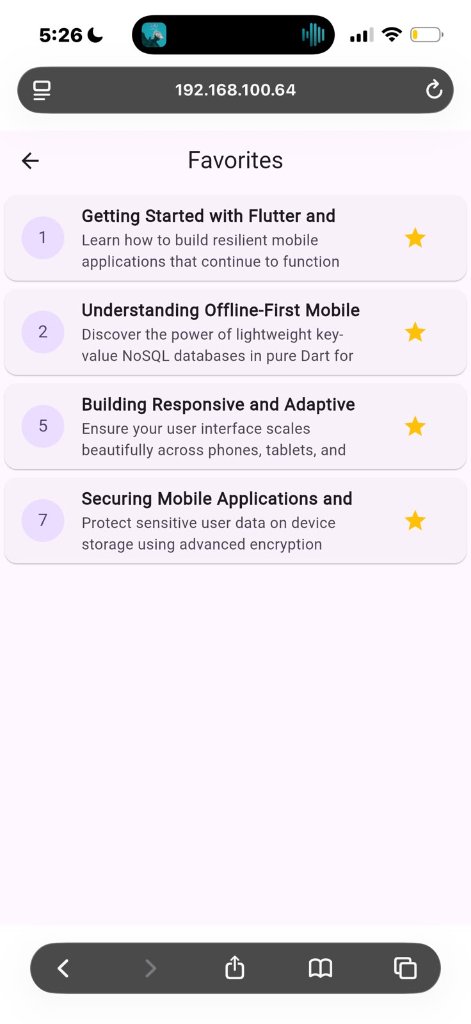 5:26
192.168.100.64
Favorites
1
Getting Started with Flutter and
Learn how to build resilient mobile
applications that continue to function
2
Understanding Offline-First Mobile
Discover the power of lightweight key-
value NoSQL databases in pure Dart for
5
Building Responsive and Adaptive
Ensure your user interface scales
beautifully across phones, tablets, and
7
Securing Mobile Applications and
Protect sensitive user data on device
storage using advanced encryption